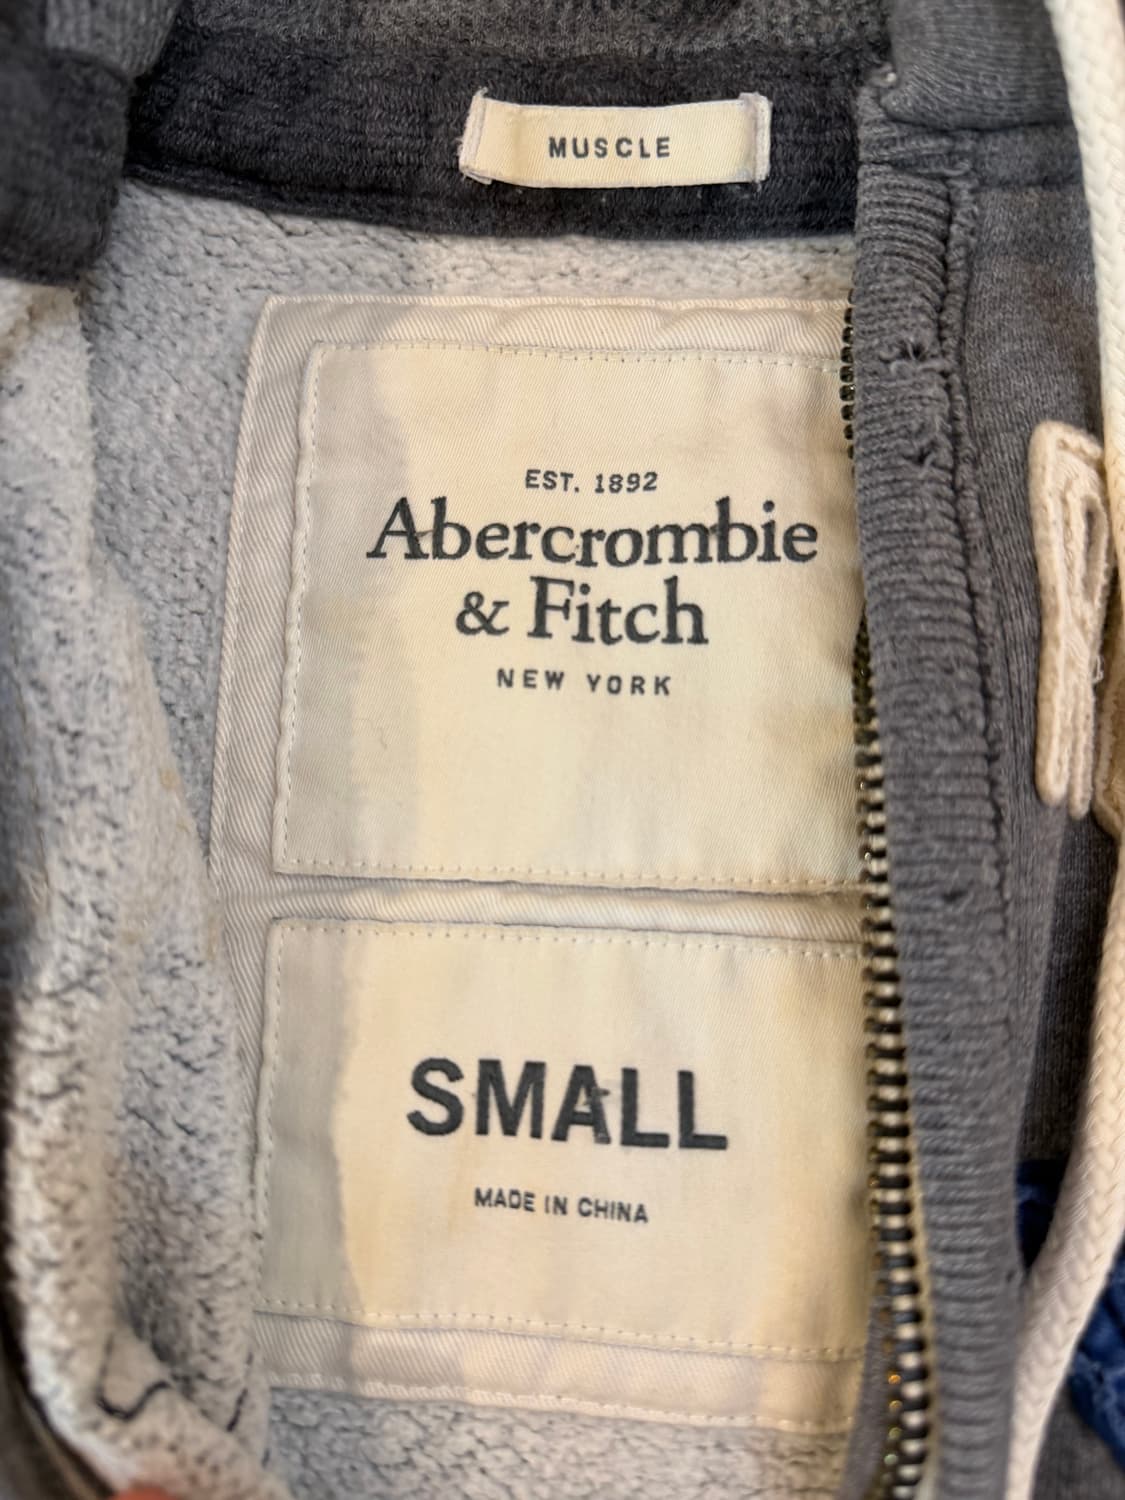 MUSCLE
EST. 1892
Abercrombie
& Fitch
NEW YORK
SMALL
MADE IN CHINA